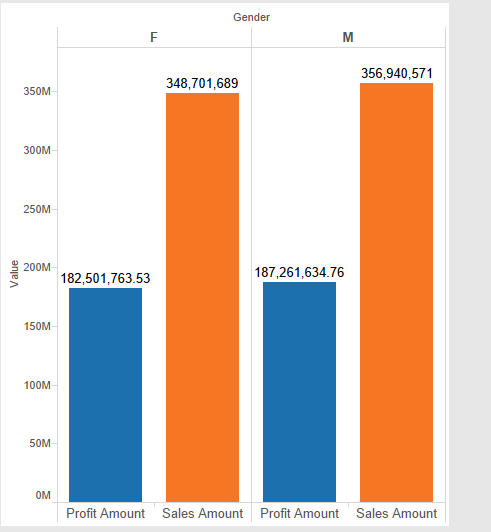 Gender
F M
356,940,571
348,701,689
350M
300M
250M
200M
187,261,634.76
182,501,763.53
Value
150M
100M
50M
0M
Profit Amount Sales Amount Profit Amount Sales Amount